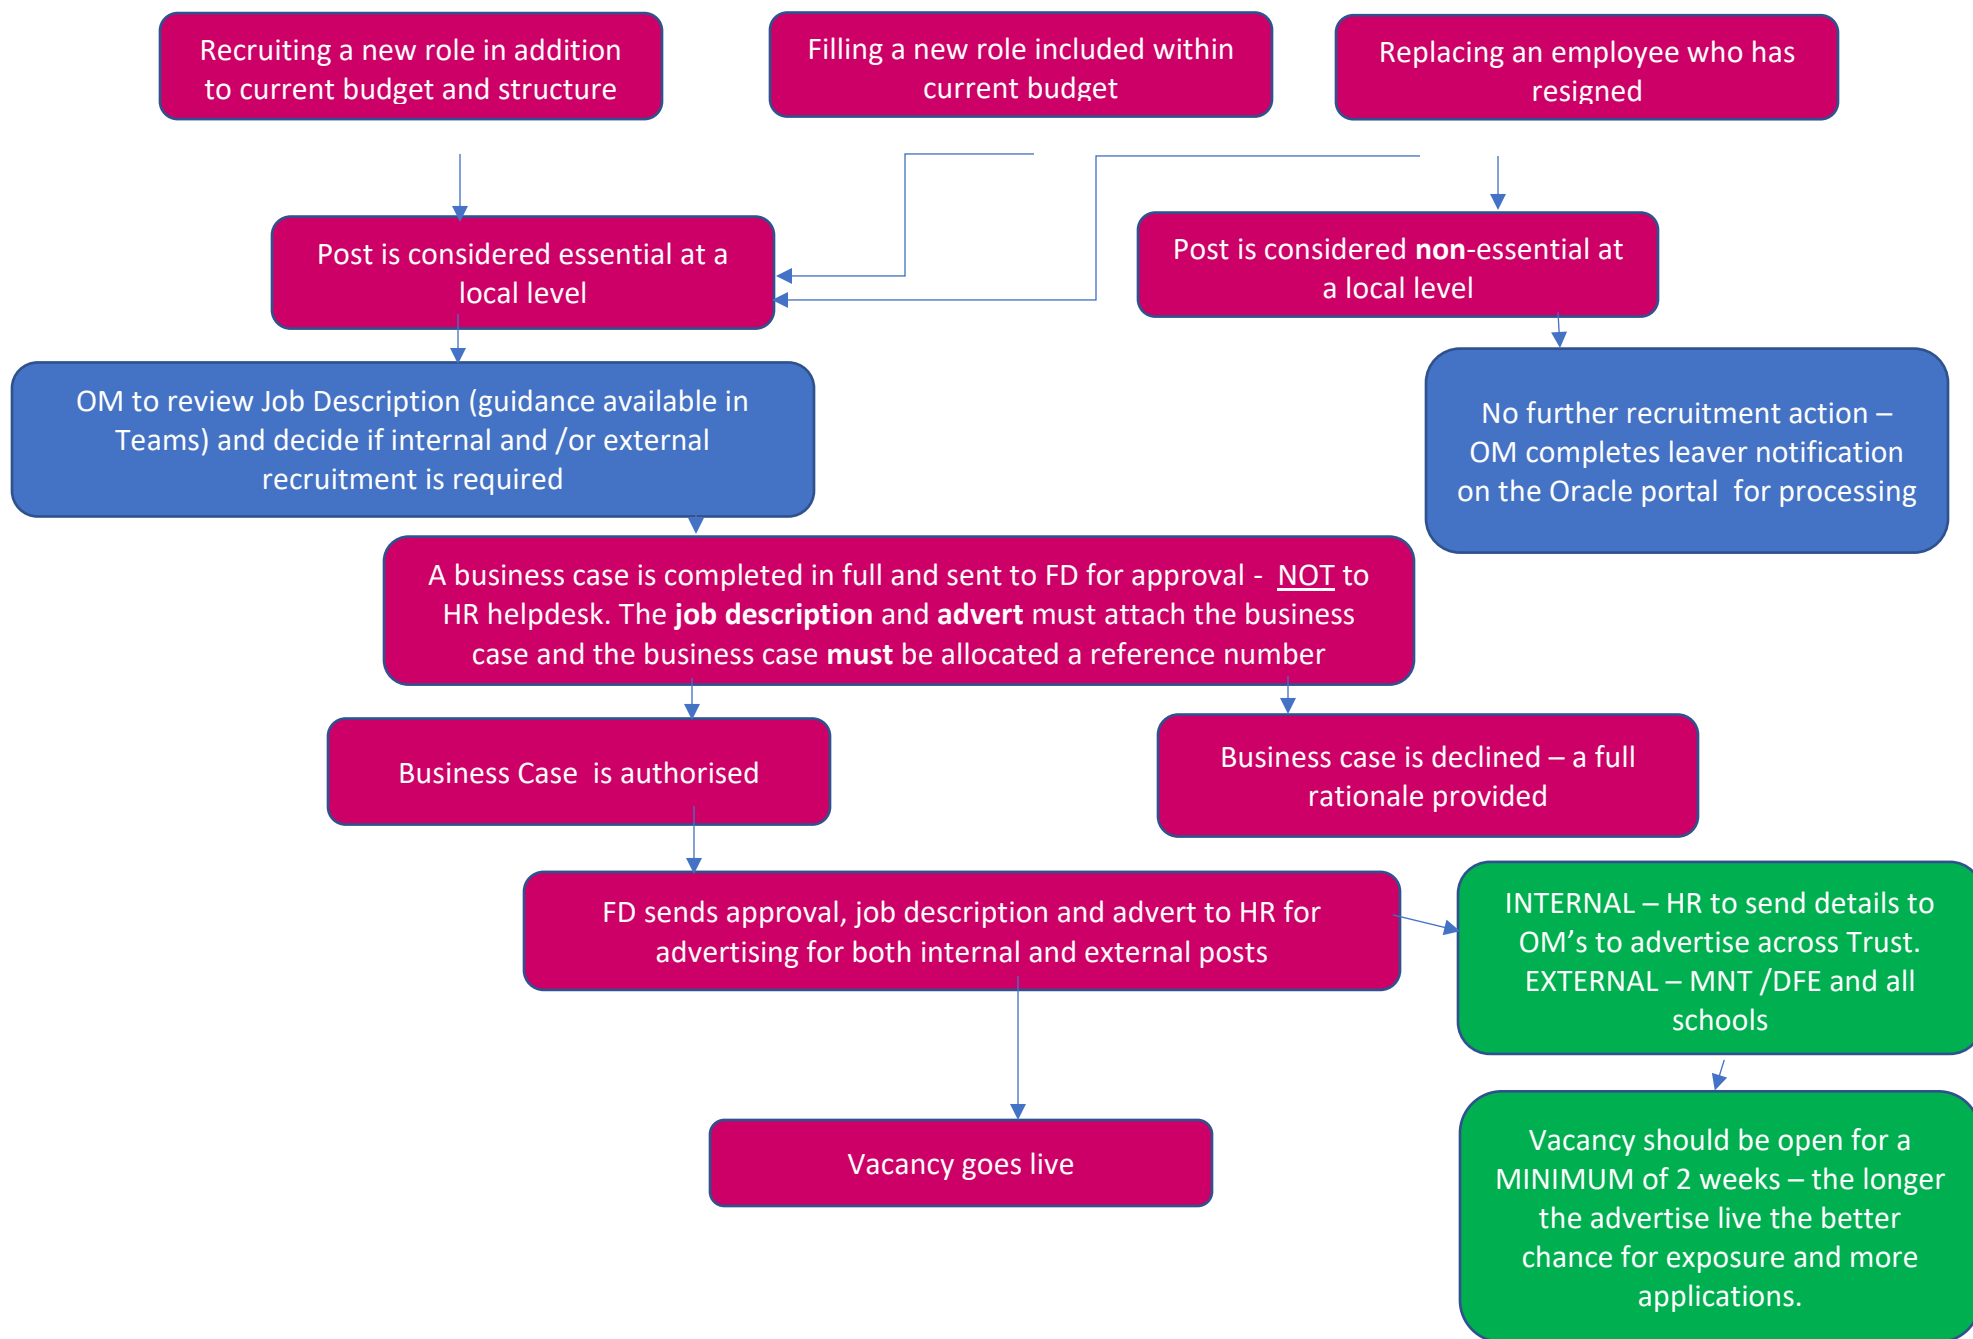 Recruiting a new role in addition
to current budget and structure
Filling a new role included within
current budget
Replacing an employee who has
resigned
Post is considered essential at a
local level
Post is considered non-essential at
a local level
OM to review Job Description (guidance available in
Teams) and decide if internal and /or external
recruitment is required
No further recruitment action –
OM completes leaver notification
on the Oracle portal  for processing
A business case is completed in full and sent to FD for approval -  NOT to
HR helpdesk. The job description and advert must attach the business
case and the business case must be allocated a reference number
Business Case  is authorised
Business case is declined – a full
rationale provided
FD sends approval, job description and advert to HR for
advertising for both internal and external posts
INTERNAL – HR to send details to
OM’s to advertise across Trust.
EXTERNAL – MNT /DFE and all
schools
Vacancy goes live
Vacancy should be open for a
MINIMUM of 2 weeks – the longer
the advertise live the better
chance for exposure and more
applications.